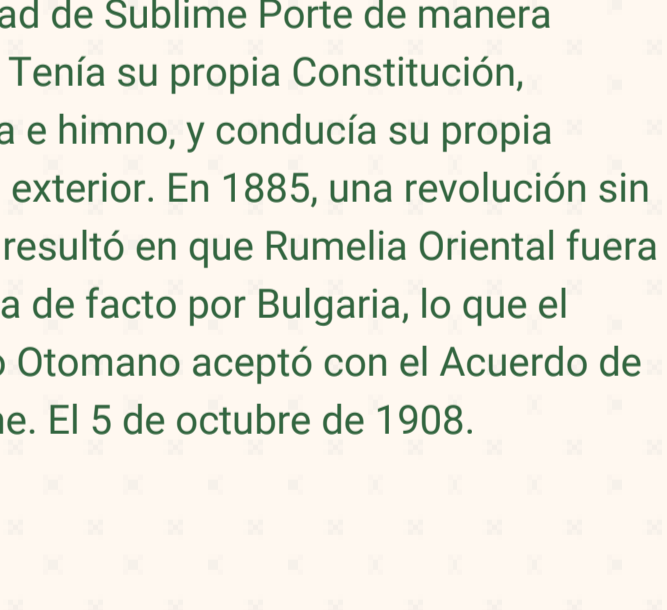 de Sublime Porte de manera
Tenía su propia Constitución,
e himno, y conducía su propia
exterior. En 1885, una revolución sin
resultó en que Rumelia Oriental fuera
de facto por Bulgaria, lo que el
Otomano aceptó con el Acuerdo de
El 5 de octubre de 1908.